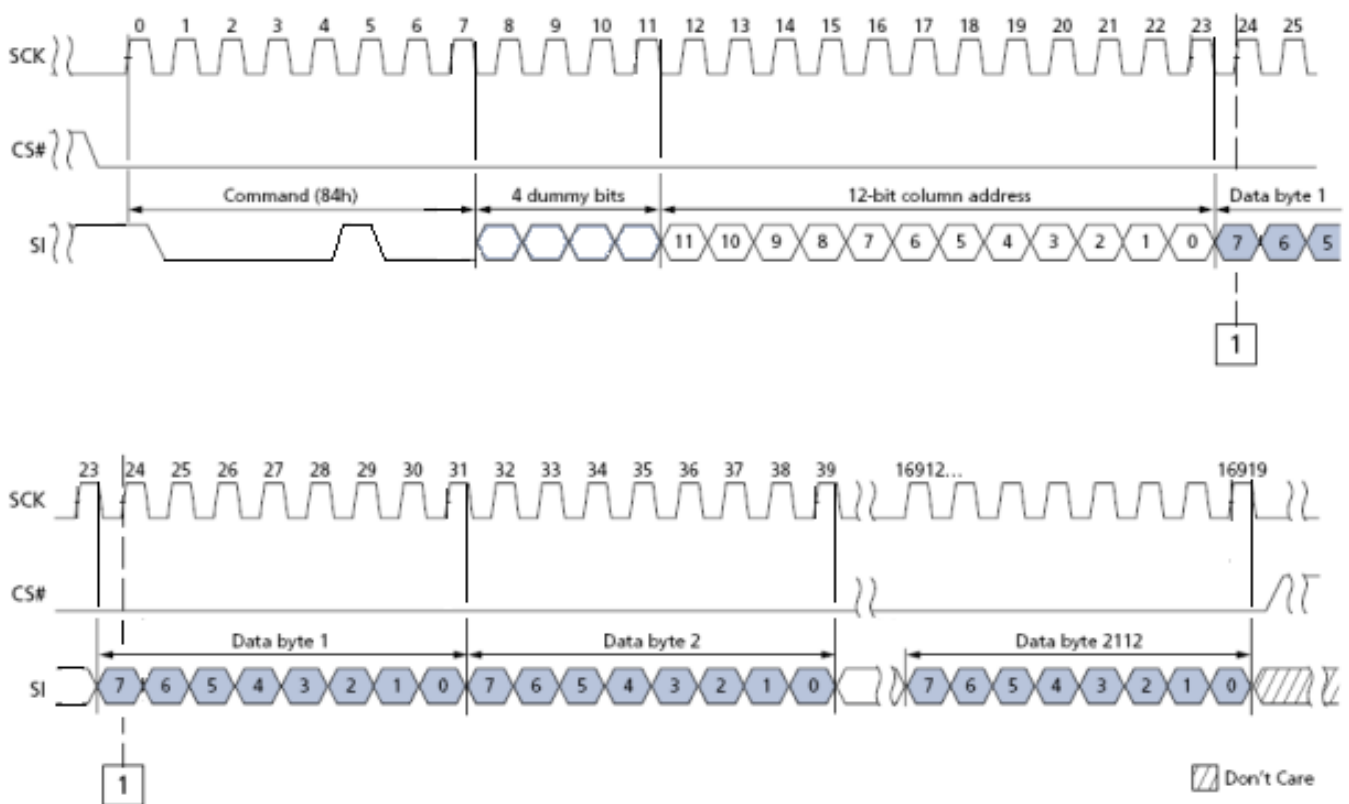 0 1 2 3 4 5 6 7 8 9 10 11 12 13 14 15 16 17 18 19 20 21 22 23 24 25
SCK
CS#
Command (84h) 4 dummy bits 12-bit column address Data byte 1
SI 11 10 9 8 7 6 5 4 3 2 1 0 7 6 5
1
23 24 25 26 27 28 29 30 31 32 33 34 35 36 37 38 39 16912... 16919
SCK
CS#
Data byte 1 Data byte 2 Data byte 2112
SI 7 6 5 4 3 2 1 0 7 6 5 4 3 2 1 0 7 6 5 4 3 2 1 0
1
Don't Care